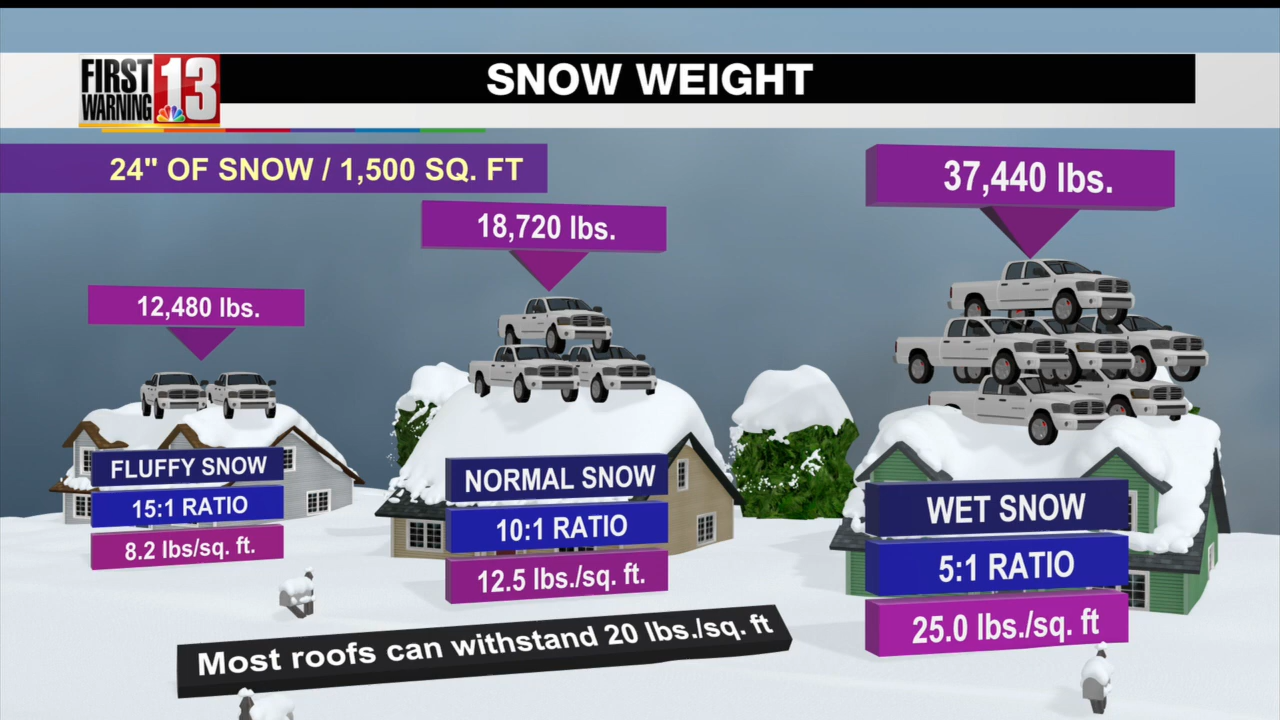 FIRST
WARNING
13
SNOW WEIGHT
24" OF SNOW / 1,500 SQ. FT
12,480 lbs.
FLUFFY SNOW
15:1 RATIO
8.2 lbs/sq. ft.
18,720 lbs.
NORMAL SNOW
10:1 RATIO
12.5 lbs./sq. ft.
37,440 lbs.
WET SNOW
5:1 RATIO
25.0 lbs./sq. ft
Most roofs can withstand 20 lbs./sq. ft